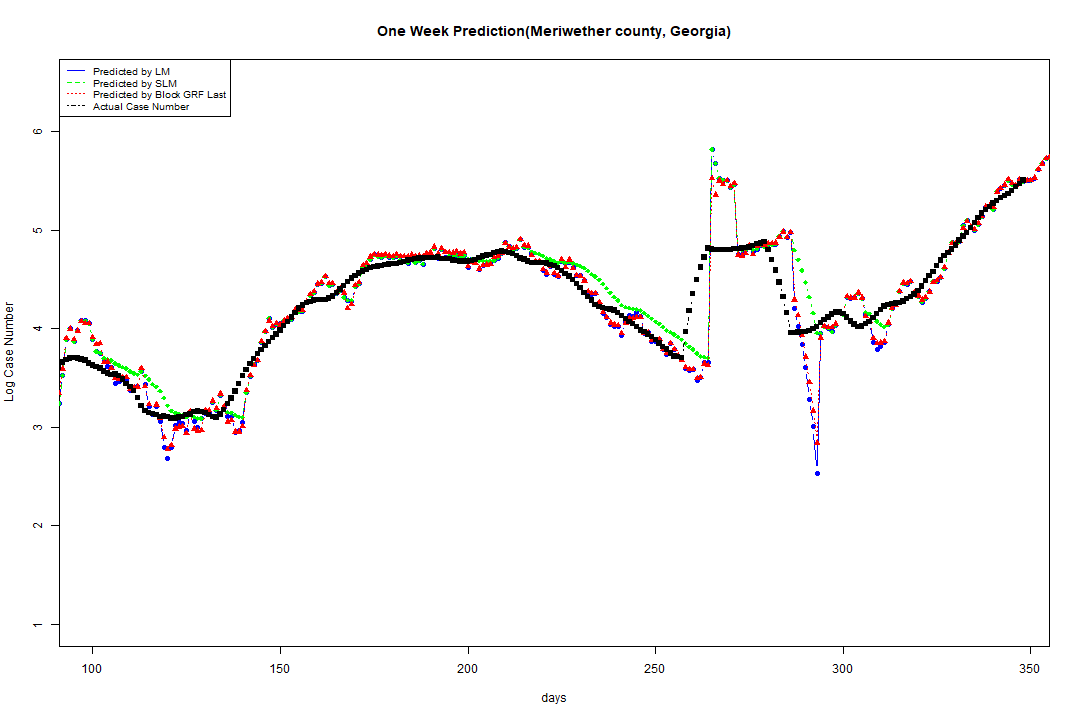 One Week Prediction(Meriwether county, Georgia)
Predicted by LM
Predicted by SLM
Predicted by Block GRF Last
Actual Case Number
Log Case Number
6
5
4
3
2
1
100 150 200 250 300 350
days